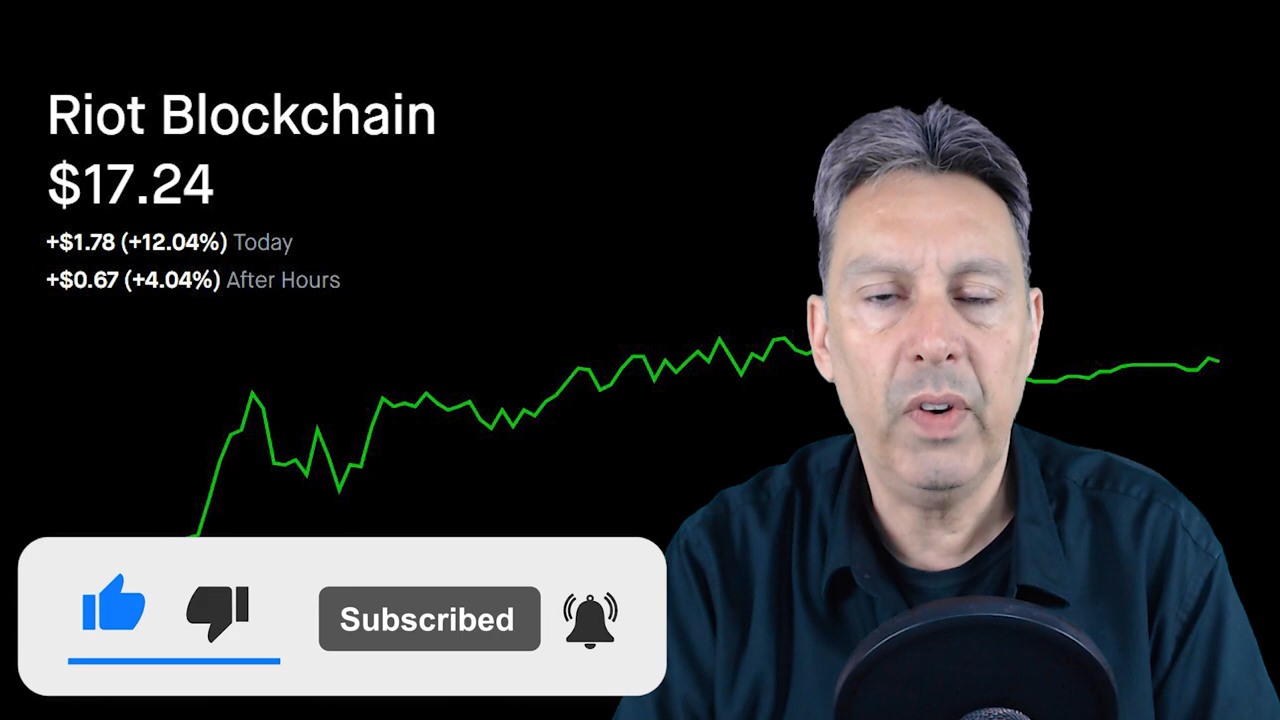 Riot Blockchain
$17.24
+$1.78 (+12.04%) Today
+$0.67 (+4.04%) After Hours
Subscribed